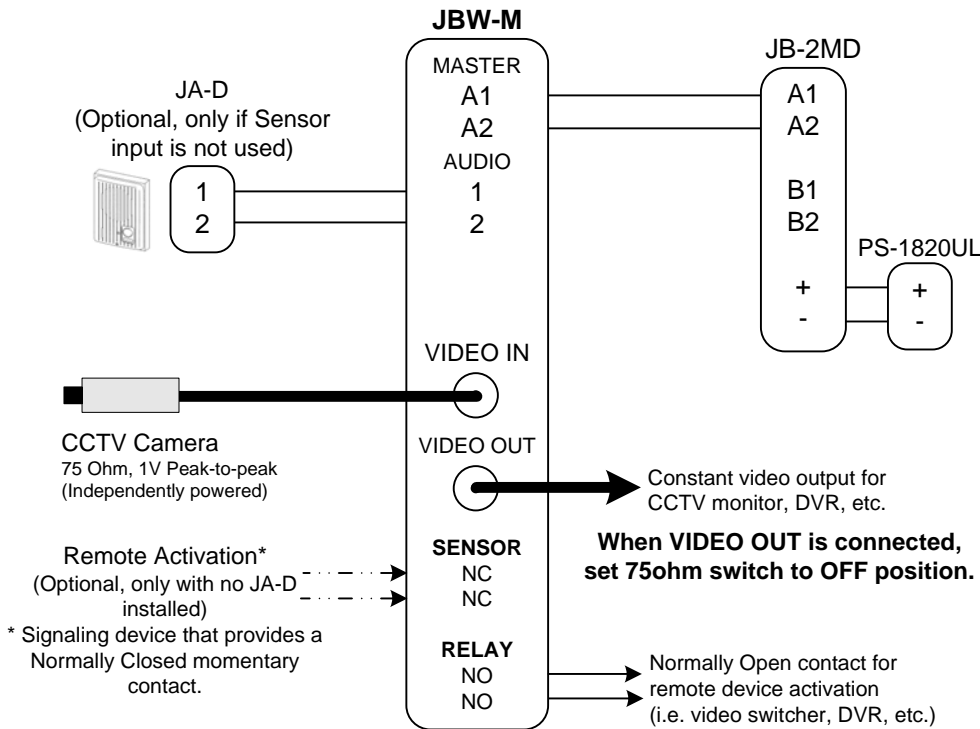 JBW-M
MASTER
A1
A2
AUDIO
1
2
VIDEO IN
VIDEO OUT
SENSOR
NC
NC
RELAY
NO
NO
JA-D
(Optional, only if Sensor
input is not used)
1
2
JB-2MD
A1
A2
B1
B2
+
-
PS-1820UL
+
-
CCTV Camera
75 Ohm, 1V Peak-to-peak
(Independently powered)
Constant video output for
CCTV monitor, DVR, etc.
When VIDEO OUT is connected,
set 75ohm switch to OFF position.
Remote Activation*
(Optional, only with no JA-D
installed)
* Signaling device that provides a
Normally Closed momentary
contact.
Normally Open contact for
remote device activation
(i.e. video switcher, DVR, etc.)